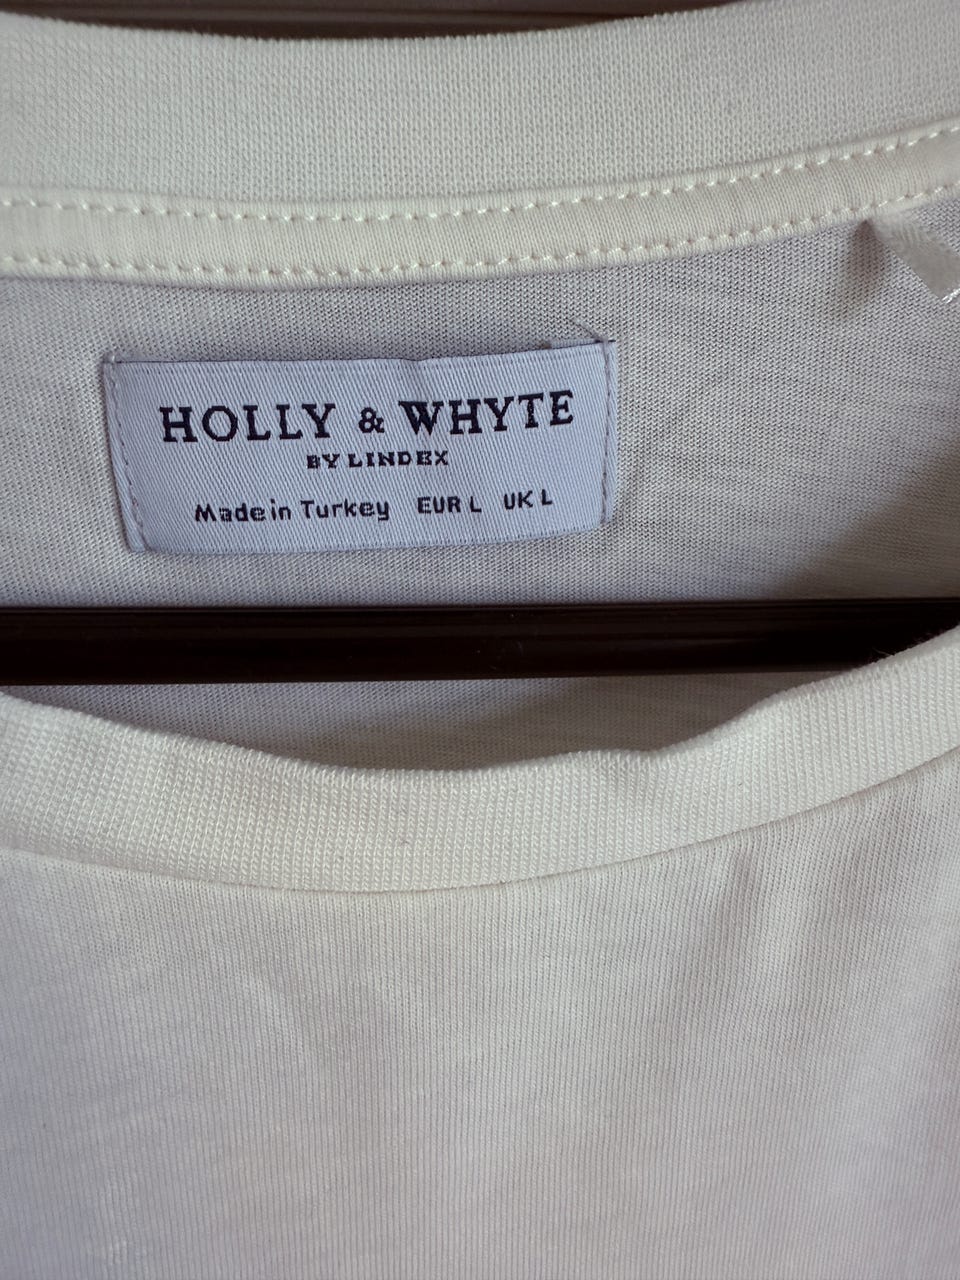 HOLLY & WHYTE
BY LINDEX
Made in Turkey EUR L UK L